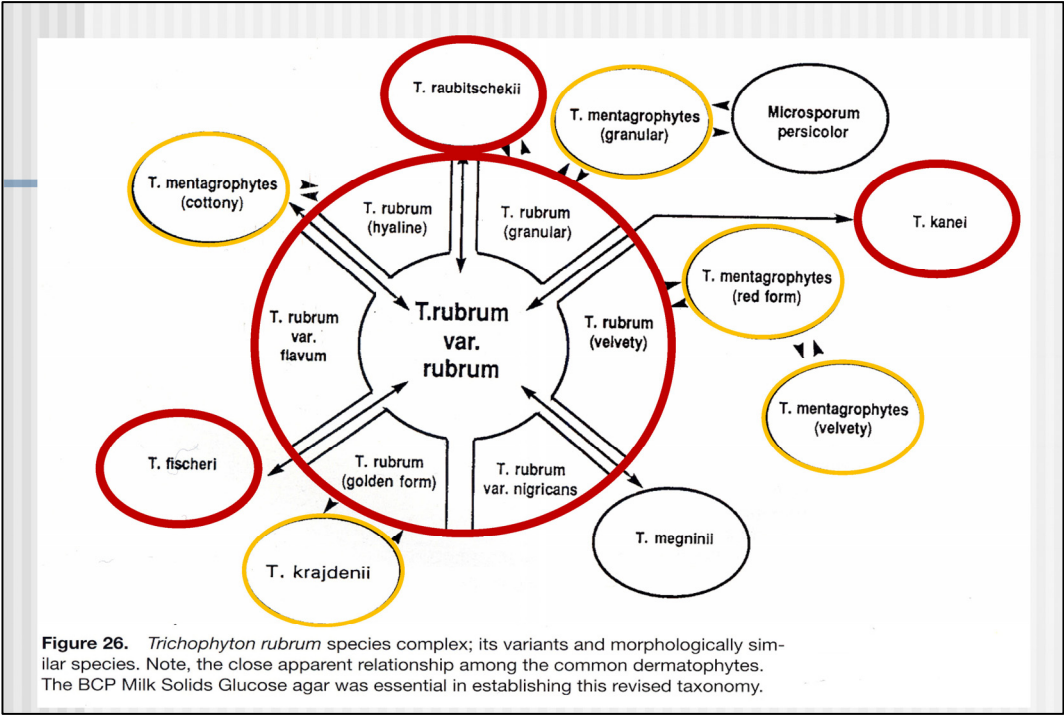 T. raubitschekii
T. mentagrophytes
(granular)
Microsporum
persicolor
T. mentagrophytes
(cottony)
T. rubrum
(hyaline)
T. rubrum
(granular)
T. kanei
T. mentagrophytes
(red form)
T. rubrum
var.
flavum
T.rubrum
var.
rubrum
T. rubrum
(velvety)
T. mentagrophytes
(velvety)
T. fischeri
T. rubrum
(golden form)
T. rubrum
var. nigricans
T. megninii
T. krajdenii
Figure 26. Trichophyton rubrum species complex; its variants and morphologically sim-
ilar species. Note, the close apparent relationship among the common dermatophytes.
The BCP Milk Solids Glucose agar was essential in establishing this revised taxonomy.